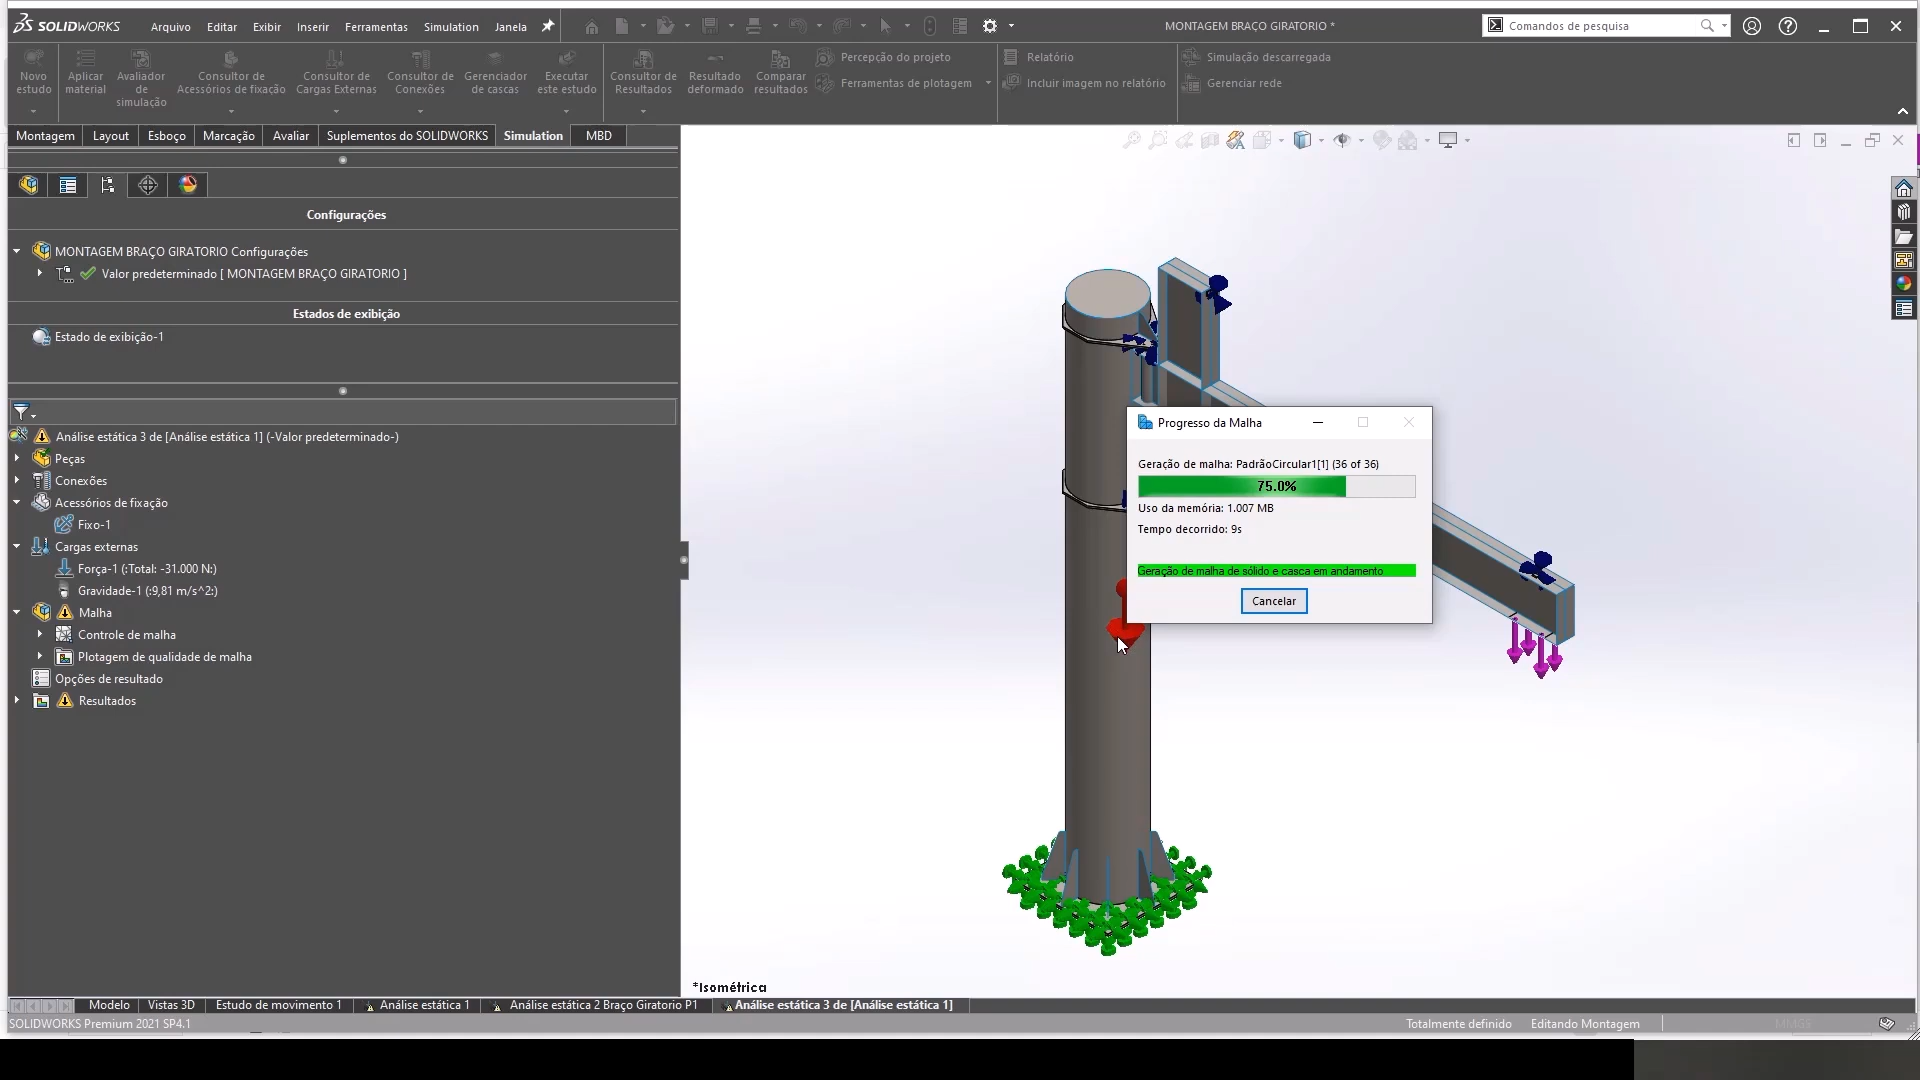 SOLIDWORKS
Arquivo Editar Exibir Inserir Ferramentas Simulation Janela
MONTAGEM BRAÇO GIRATORIO *
Comandos de pesquisa
Novo estudo
Aplicar material
Avaliador de simulação
Consultor de Acessórios de fixação
Consultor de Cargas Externas
Consultor de Conexões
Gerenciador de cascas
Executar este estudo
Consultor de Resultados
Resultado deformado
Comparar resultados
Percepção do projeto
Ferramentas de plotagem
Relatório
Incluir imagem no relatório
Simulação descarregada
Gerenciar rede
Montagem Layout Esboço Marcação Avaliar Suplementos do SOLIDWORKS Simulation MBD
Configurações
MONTAGEM BRAÇO GIRATORIO Configurações
Valor predeterminado [ MONTAGEM BRAÇO GIRATORIO ]
Estados de exibição
Estado de exibição-1
Análise estática 3 de [Análise estática 1] (-Valor predeterminado-)
Peças
Conexões
Acessórios de fixação
Fixo-1
Cargas externas
Força-1 (:Total: -31.000 N:)
Gravidade-1 (:9,81 m/s^2:)
Malha
Controle de malha
Plotagem de qualidade de malha
Opções de resultado
Resultados
Progresso da Malha
Geração de malha: PadrãoCircular1[1] (36 of 36)
75.0%
Uso da memória: 1.007 MB
Tempo decorrido: 9s
Geração de malha de sólido e casca em andamento
Cancelar
*Isométrica
Modelo Vistas 3D Estudo de movimento 1 Análise estática 1 Análise estática 2 Braço Giratorio P1 Análise estática 3 de [Análise estática 1]
SOLIDWORKS Premium 2021 SP4.1
Totalmente definido Editando Montagem MMGS